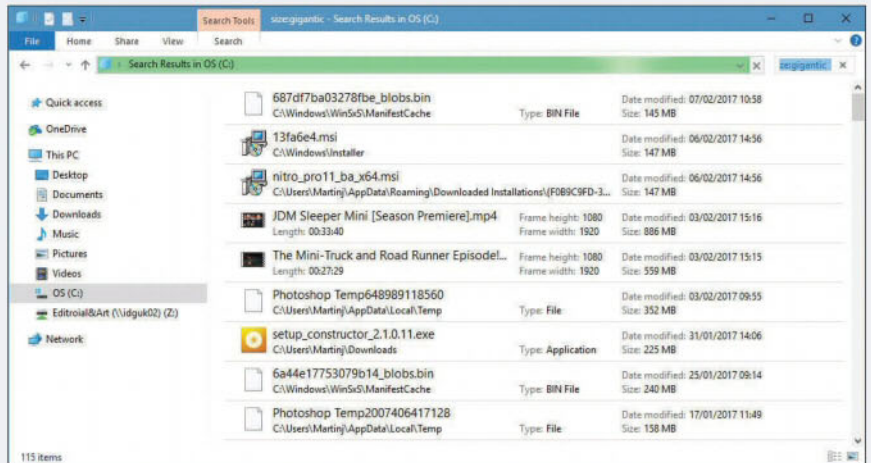 Search Tools size:gigantic - Search Results in OS (C:)
File Home Share View Search
Search Results in OS (C:)
size:gigantic
Quick access
OneDrive
This PC
Desktop
Documents
Downloads
Music
Pictures
Videos
OS (C:)
Editroial&Art (\\idguk02) (Z:)
Network
687df7ba03278fbe_blobs.bin
C:\Windows\WinSxS\ManifestCache
Type: BIN File
Date modified: 07/02/2017 10:58
Size: 145 MB
13fa6e4.msi
C:\Windows\Installer
Date modified: 06/02/2017 14:56
Size: 147 MB
nitro_pro11_ba_x64.msi
C:\Users\Martinj\AppData\Roaming\Downloaded Installations\{F0B9C9FD-3...
Date modified: 06/02/2017 14:56
Size: 147 MB
JDM Sleeper Mini [Season Premiere].mp4
Length: 00:33:40
Frame height: 1080
Frame width: 1920
Date modified: 03/02/2017 15:16
Size: 886 MB
The Mini-Truck and Road Runner Episode!...
Length: 00:27:29
Frame height: 1080
Frame width: 1920
Date modified: 03/02/2017 15:15
Size: 559 MB
Photoshop Temp648989118560
C:\Users\Martinj\AppData\Local\Temp
Type: File
Date modified: 03/02/2017 09:55
Size: 352 MB
setup_constructor_2.1.0.11.exe
C:\Users\Martinj\Downloads
Type: Application
Date modified: 31/01/2017 14:06
Size: 225 MB
6a44e17753079b14_blobs.bin
C:\Windows\WinSxS\ManifestCache
Type: BIN File
Date modified: 25/01/2017 09:14
Size: 240 MB
Photoshop Temp2007406417128
C:\Users\Martinj\AppData\Local\Temp
Type: File
Date modified: 17/01/2017 11:49
Size: 158 MB
115 items